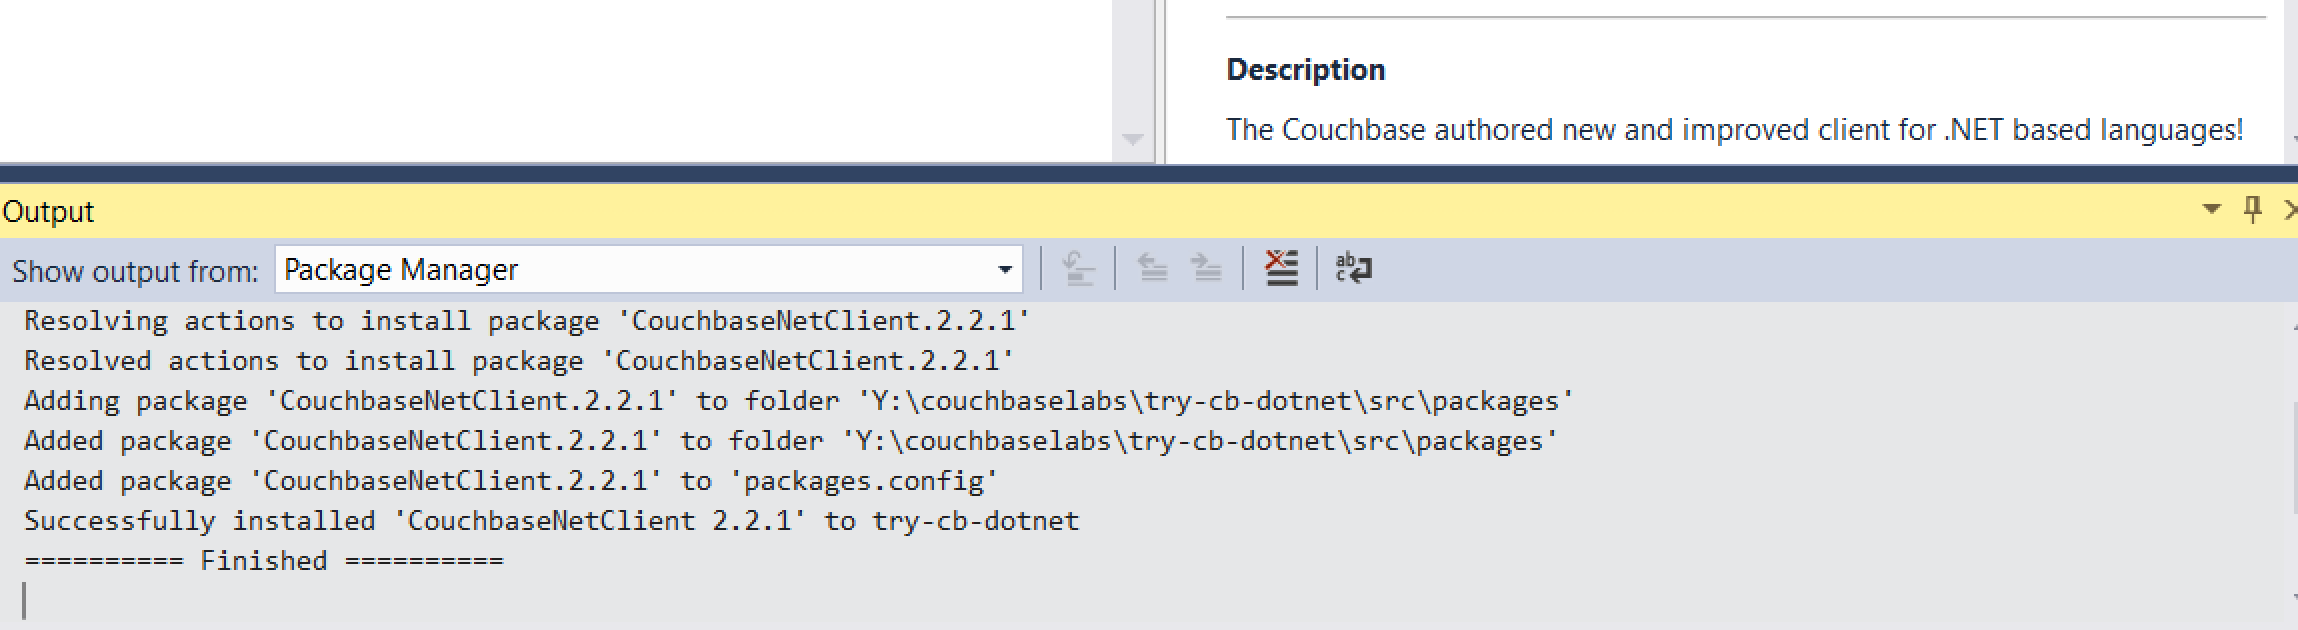 Description
The Couchbase authored new and improved client for .NET based languages!
Output
Show output from: Package Manager
Resolving actions to install package 'CouchbaseNetClient.2.2.1'
Resolved actions to install package 'CouchbaseNetClient.2.2.1'
Adding package 'CouchbaseNetClient.2.2.1' to folder 'Y:\couchbaselabs\try-cb-dotnet\src\packages'
Added package 'CouchbaseNetClient.2.2.1' to folder 'Y:\couchbaselabs\try-cb-dotnet\src\packages'
Added package 'CouchbaseNetClient.2.2.1' to 'packages.config'
Successfully installed 'CouchbaseNetClient 2.2.1' to try-cb-dotnet
========== Finished ==========